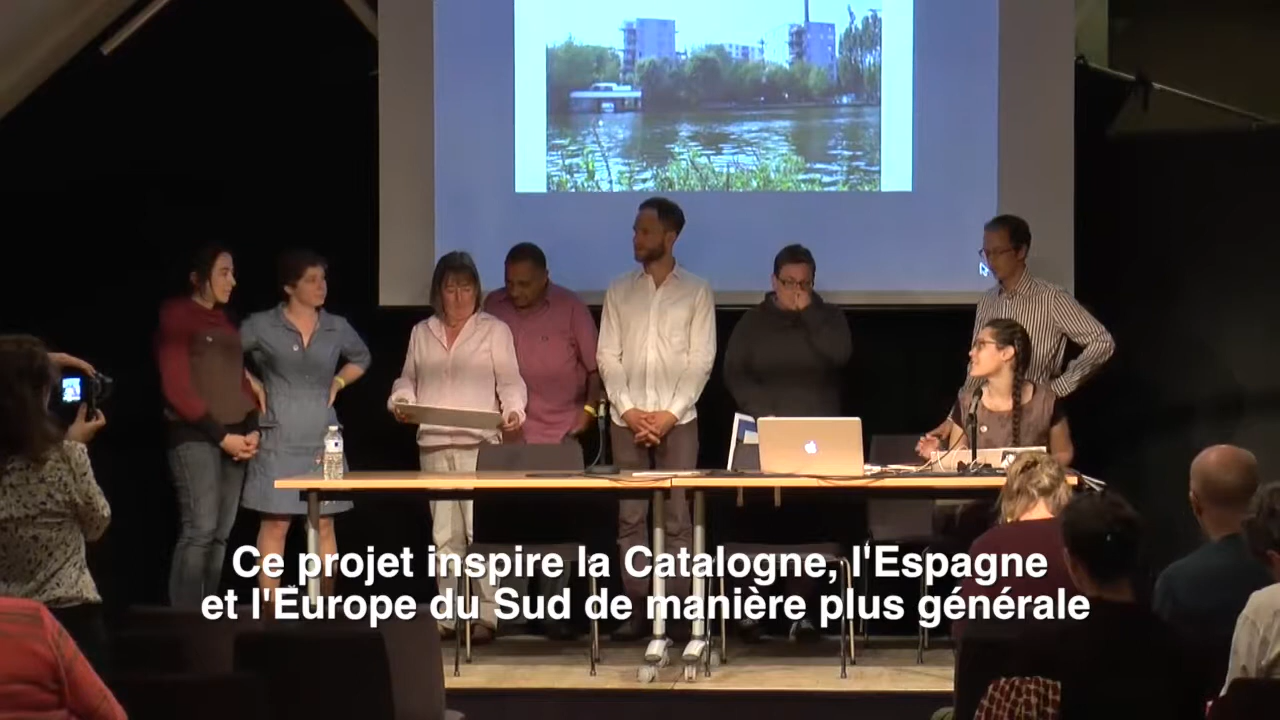 Ce projet inspire la Catalogne, l'Espagne
et l'Europe du Sud de manière plus générale